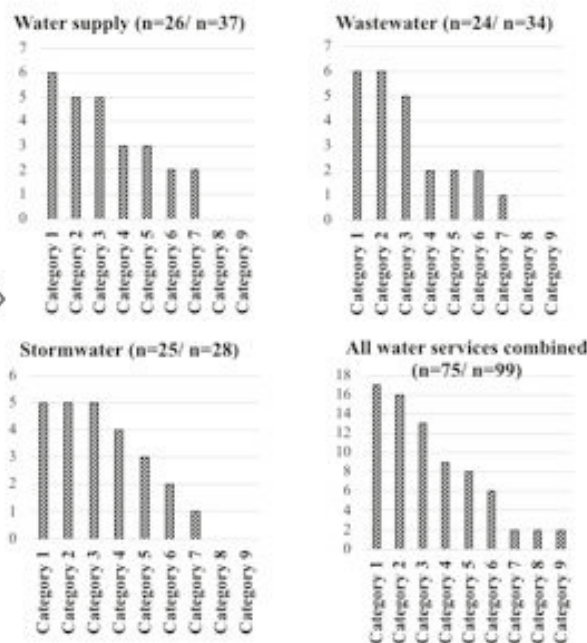 Water supply (n=26/ n=37)
7
6
5
4
3
2
1
0
Category 1
Category 2
Category 3
Category 4
Category 5
Category 6
Category 7
Category 8
Category 9
Wastewater (n=24/ n=34)
7
6
5
4
3
2
1
0
Category 1
Category 2
Category 3
Category 4
Category 5
Category 6
Category 7
Category 8
Category 9
Stormwater (n=25/ n=28)
6
5
4
3
2
1
0
Category 1
Category 2
Category 3
Category 4
Category 5
Category 6
Category 7
Category 8
Category 9
All water services combined
(n=75/ n=99)
18
16
14
12
10
8
6
4
2
0
Category 1
Category 2
Category 3
Category 4
Category 5
Category 6
Category 7
Category 8
Category 9